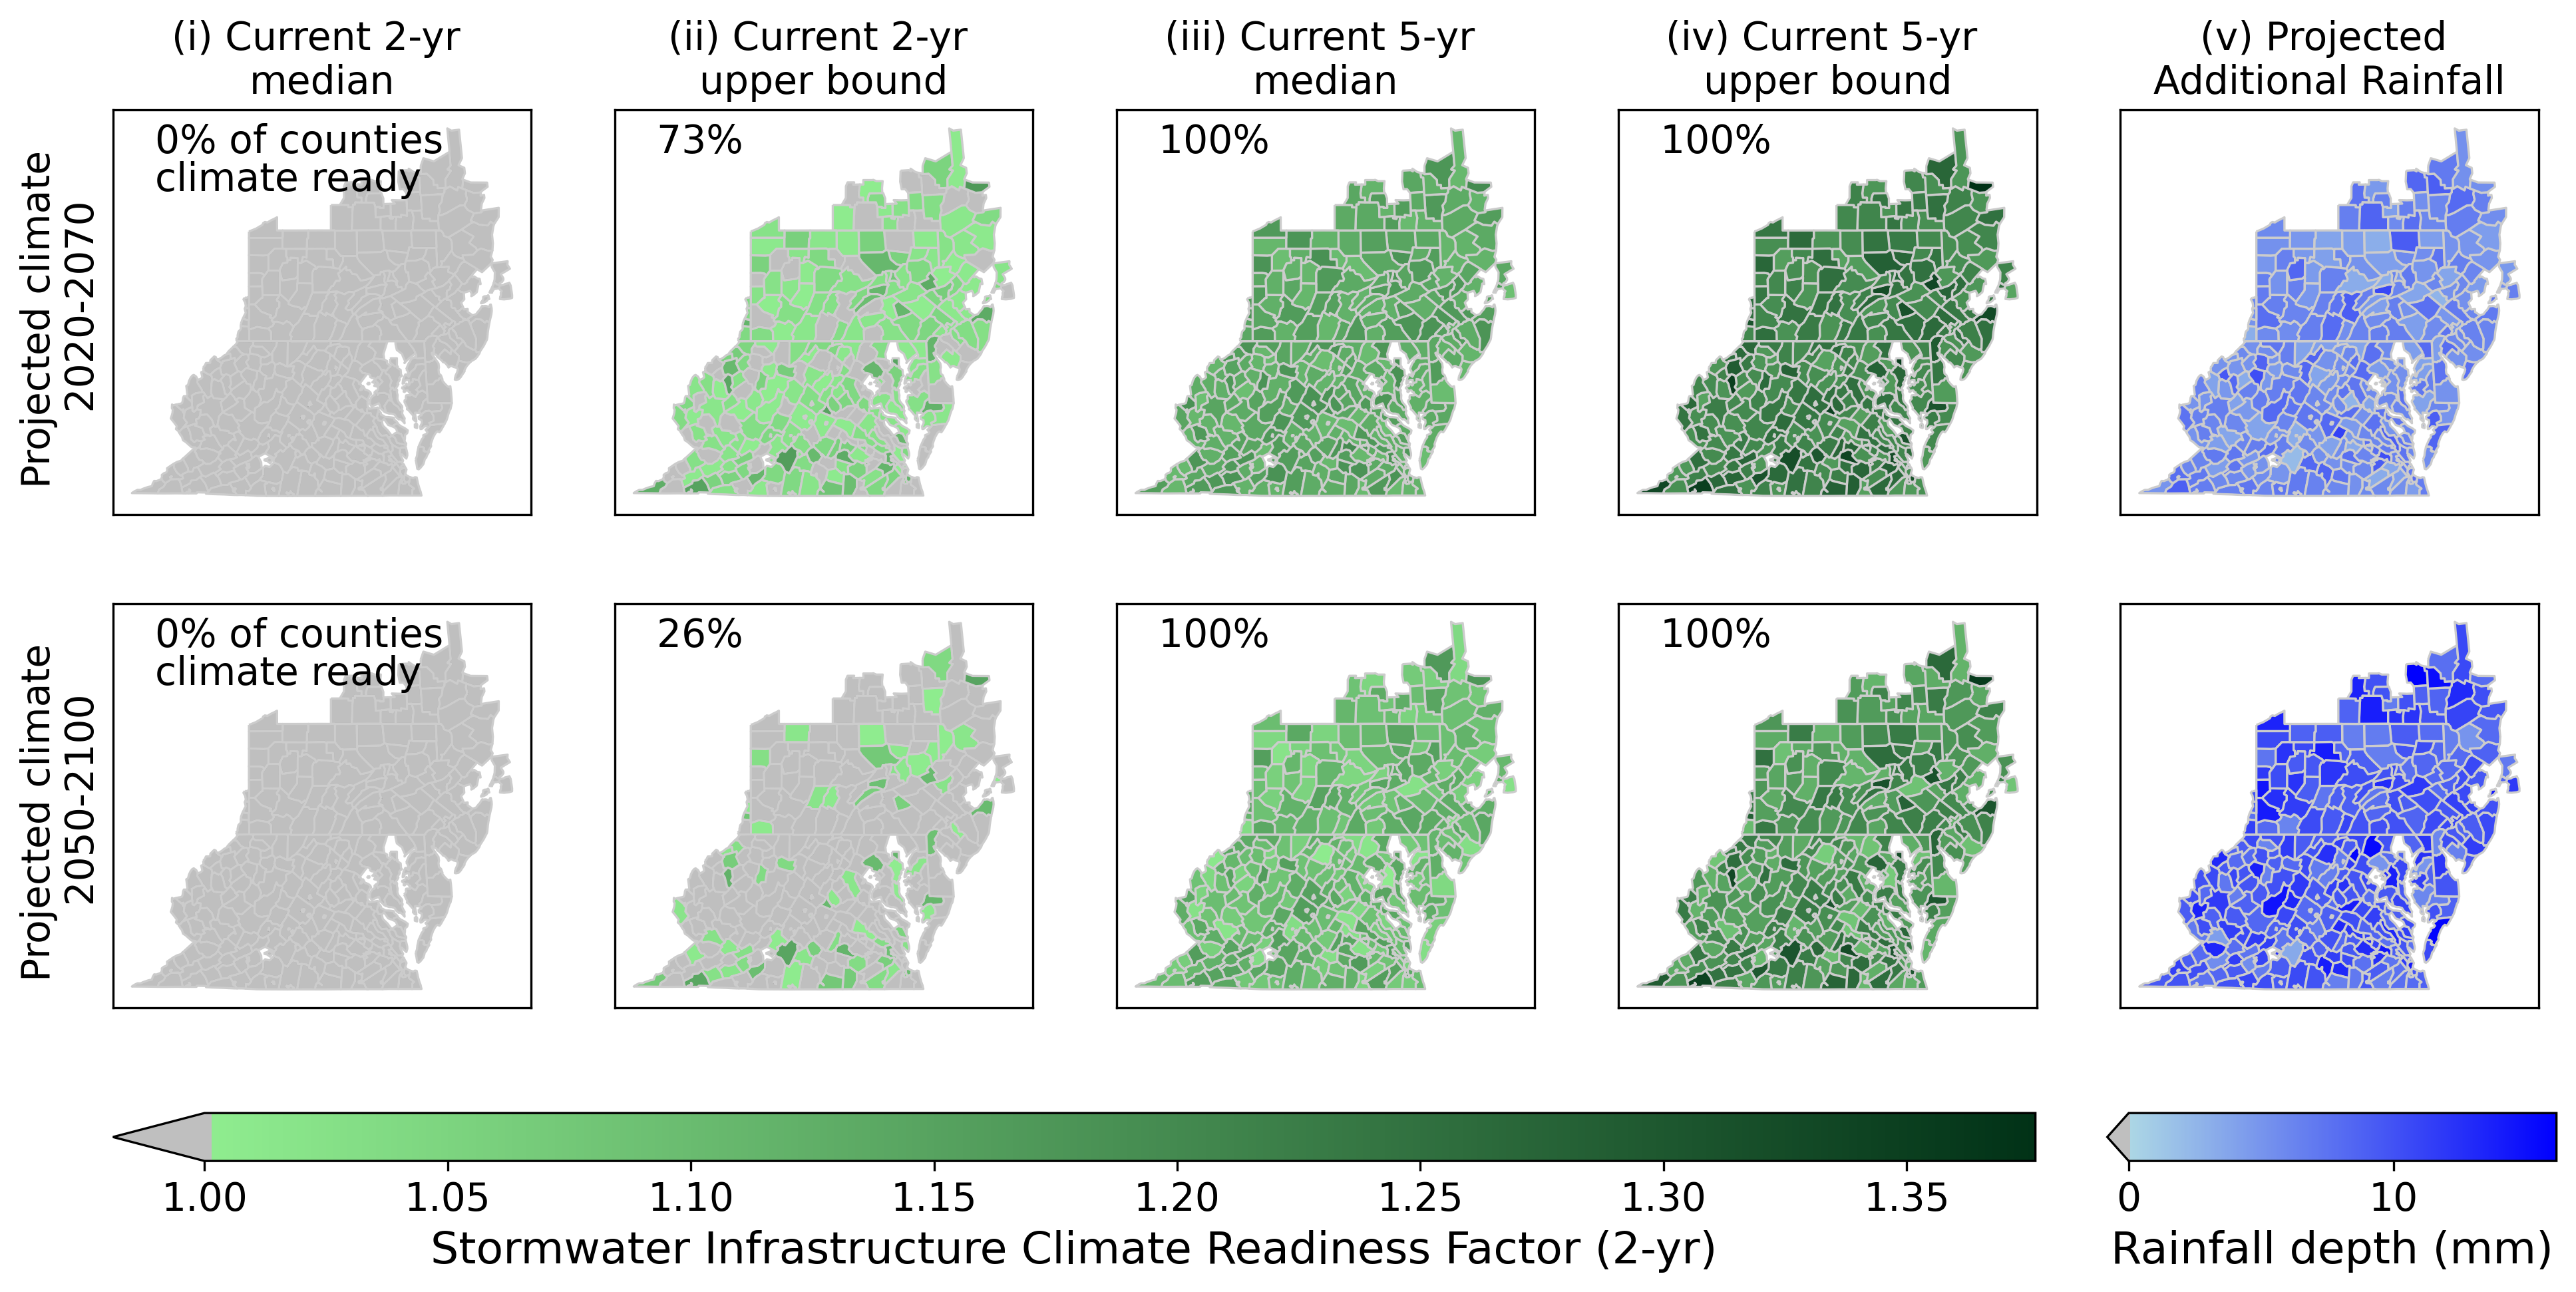 (i) Current 2-yr
median
(ii) Current 2-yr
upper bound
(iii) Current 5-yr
median
(iv) Current 5-yr
upper bound
(v) Projected
Additional Rainfall
Projected climate
2020-2070
0% of counties
climate ready
73%
100%
100%
Projected climate
2050-2100
0% of counties
climate ready
26%
100%
100%
1.00 1.05 1.10 1.15 1.20 1.25 1.30 1.35
Stormwater Infrastructure Climate Readiness Factor (2-yr)
0 10
Rainfall depth (mm)